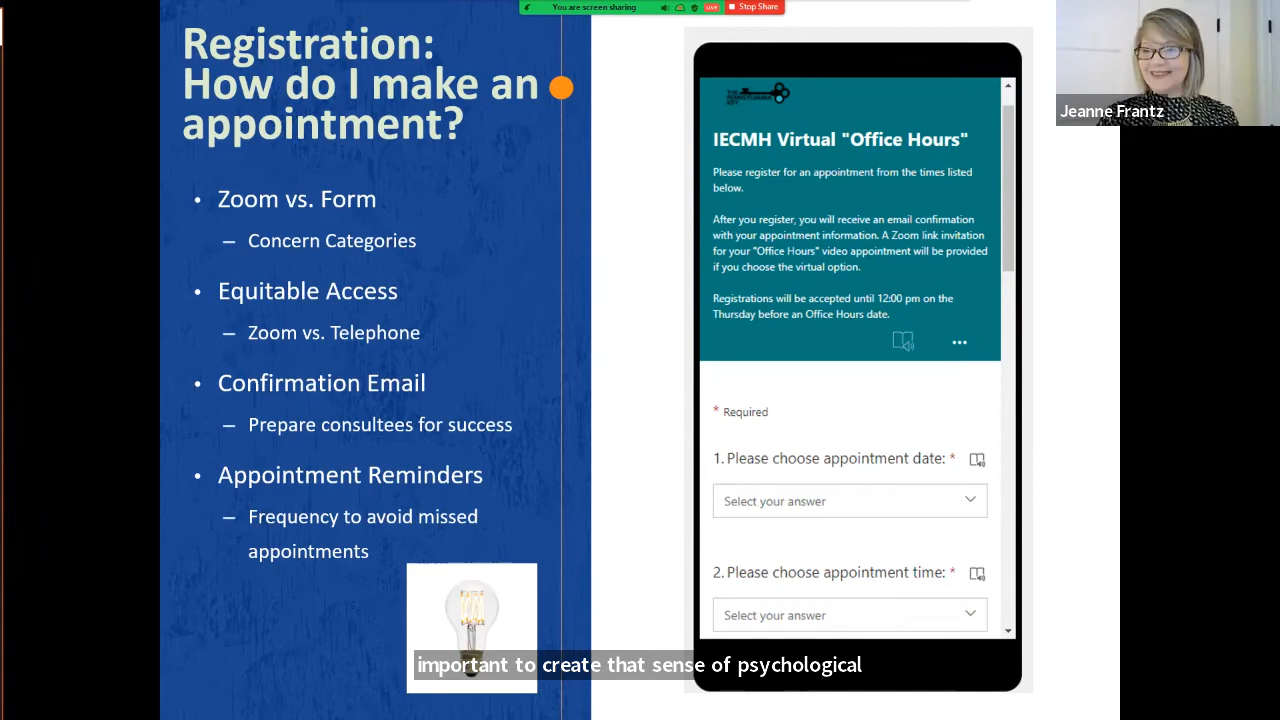 You are screen sharing
LIVE
Stop Share
Registration:
How do I make an
appointment?
• Zoom vs. Form
– Concern Categories
• Equitable Access
– Zoom vs. Telephone
• Confirmation Email
– Prepare consultees for success
• Appointment Reminders
– Frequency to avoid missed
appointments
THE
PENNSYLVANIA
KEY
IECMH Virtual "Office Hours"
Please register for an appointment from the times listed
below.
After you register, you will receive an email confirmation
with your appointment information. A Zoom link invitation
for your "Office Hours" video appointment will be provided
if you choose the virtual option.
Registrations will be accepted until 12:00 pm on the
Thursday before an Office Hours date.
* Required
1. Please choose appointment date: *
Select your answer
2. Please choose appointment time: *
Select your answer
Jeanne Frantz
important to create that sense of psychological